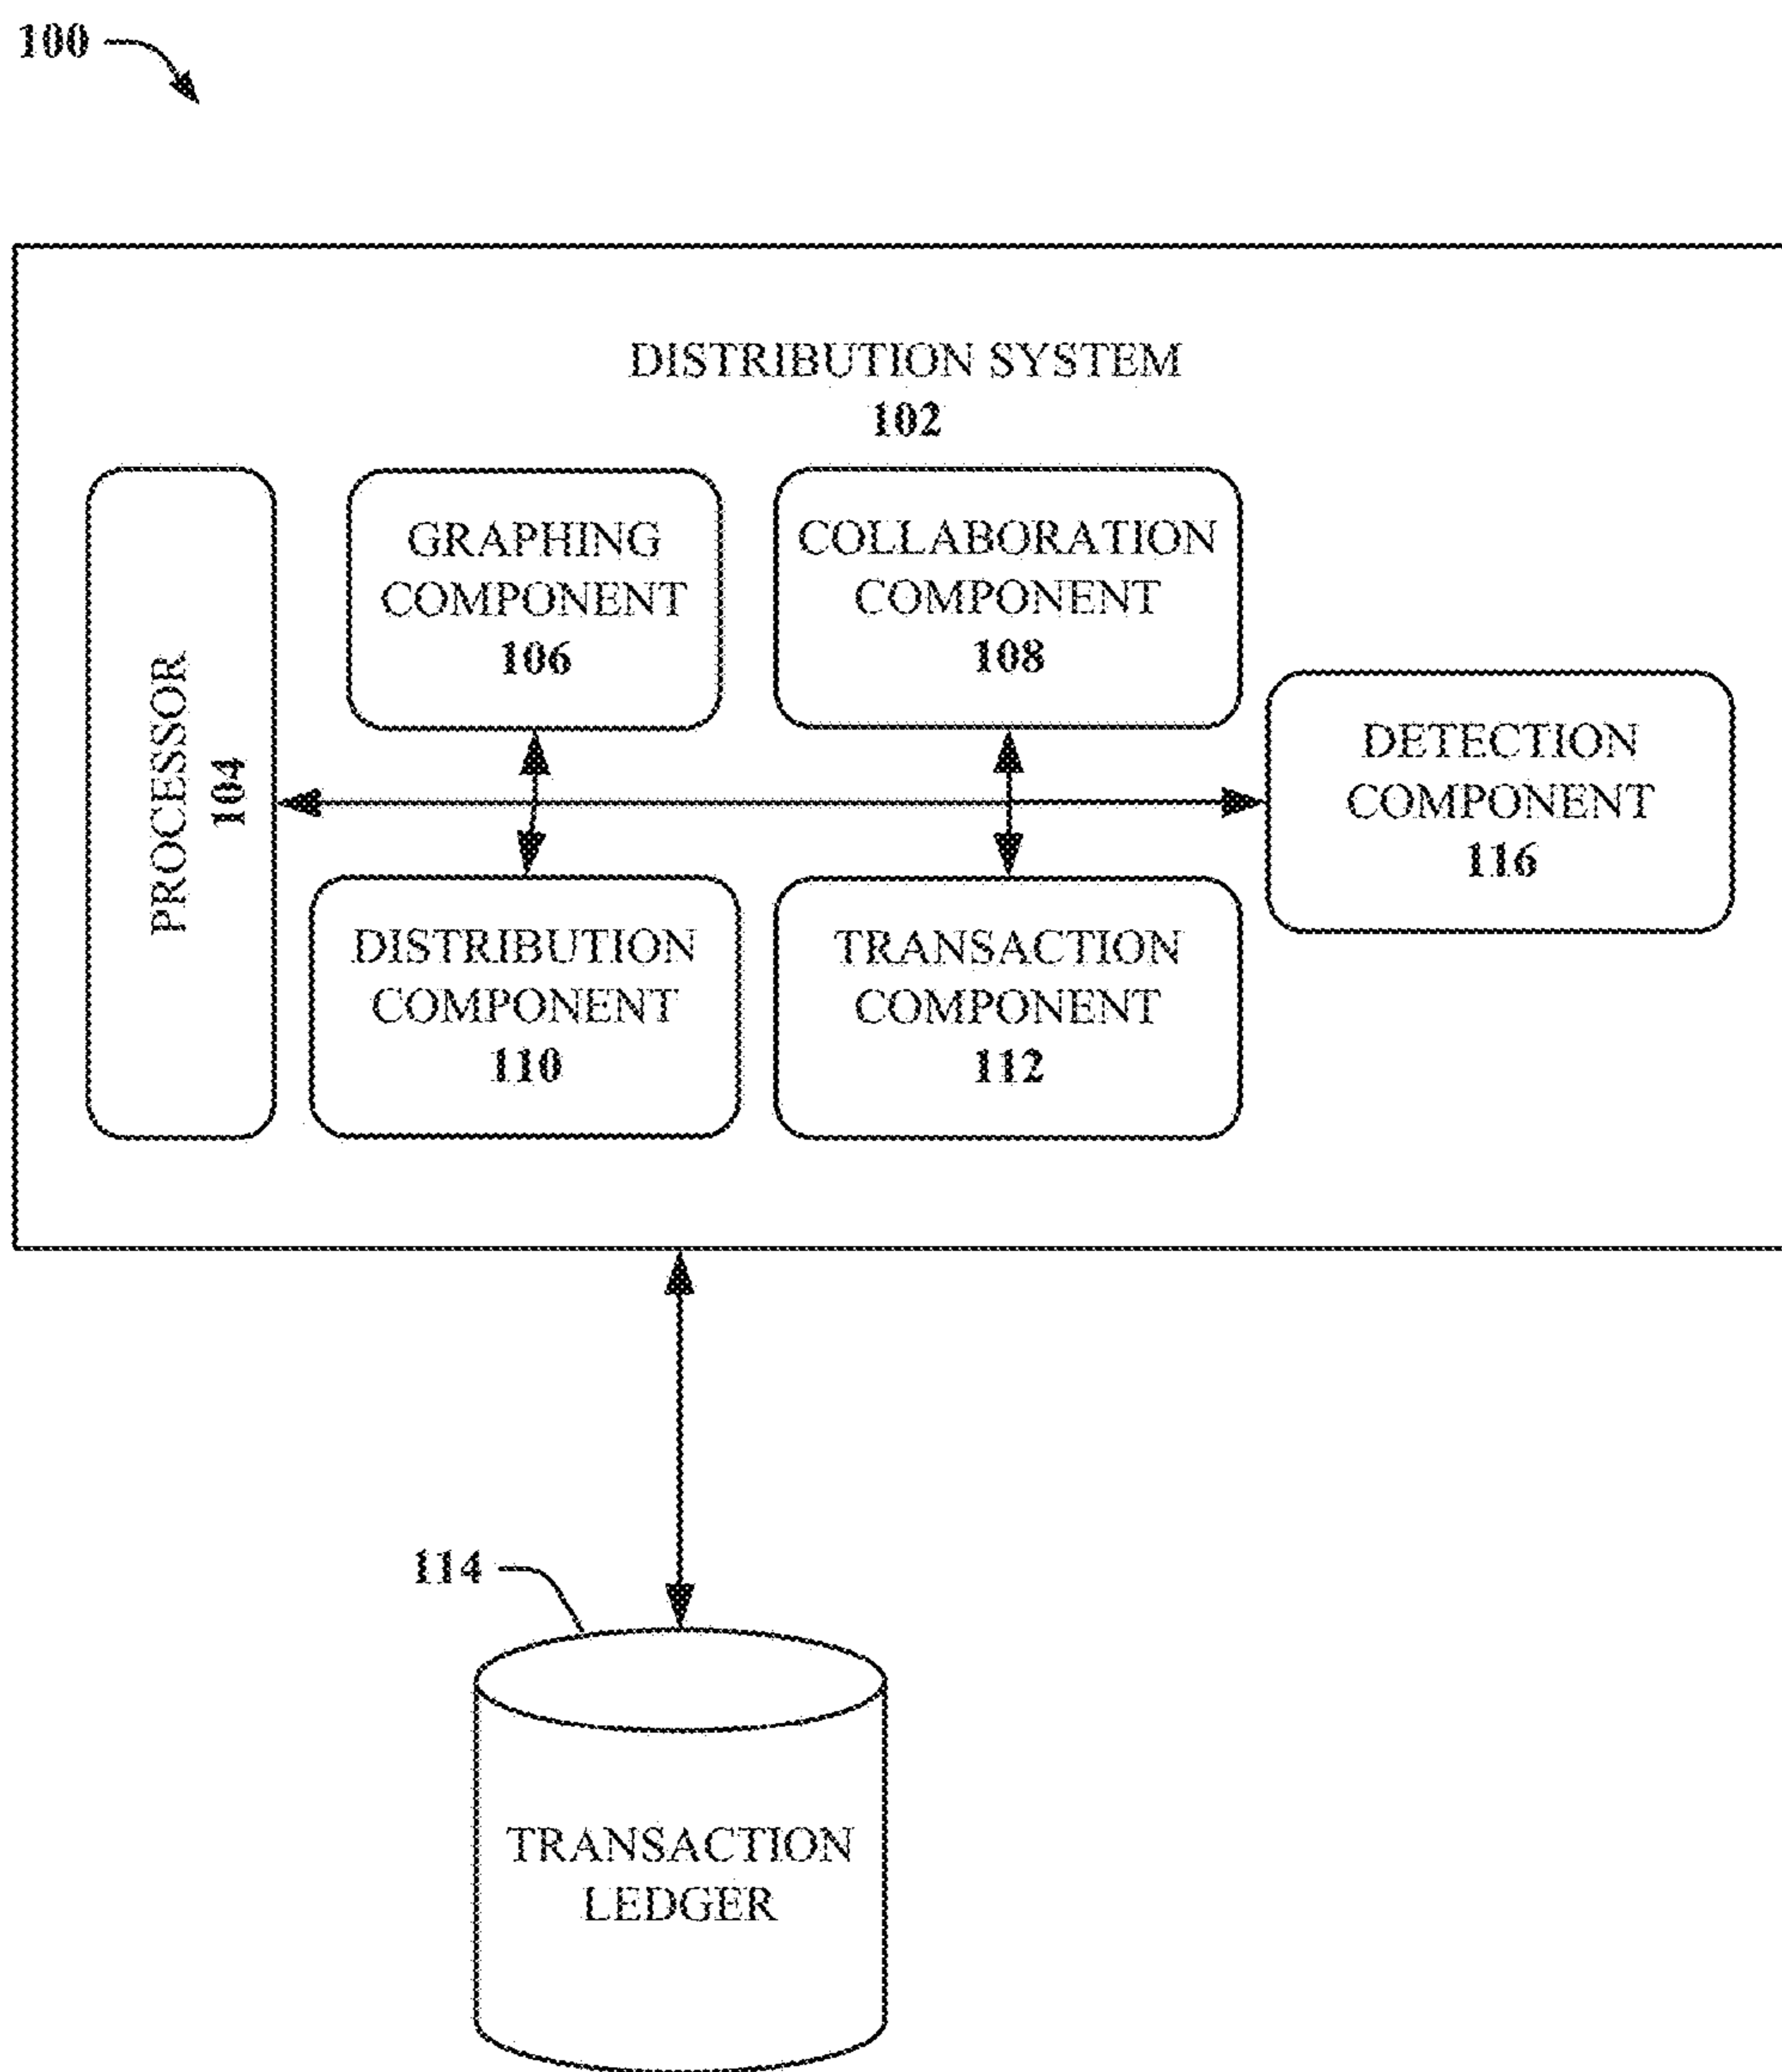 100
DISTRIBUTION SYSTEM
102
PROCESSOR
104
GRAPHING
COMPONENT
106
COLLABORATION
COMPONENT
108
DETECTION
COMPONENT
116
DISTRIBUTION
COMPONENT
110
TRANSACTION
COMPONENT
112
114
TRANSACTION
LEDGER